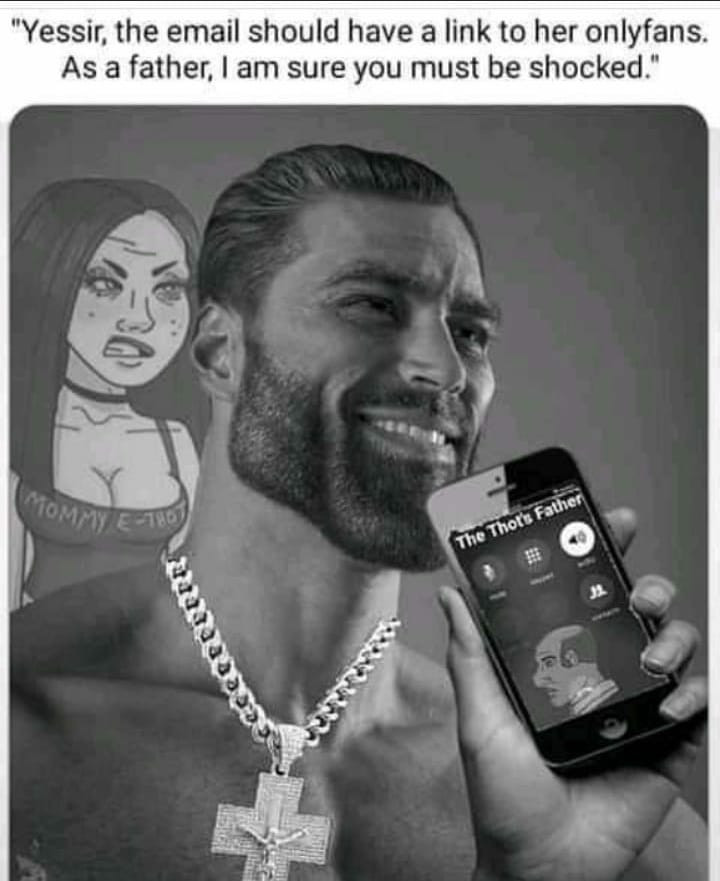 "Yessir, the email should have a link to her onlyfans.
As a father, I am sure you must be shocked."
MOMMY E-
The Thot's Father